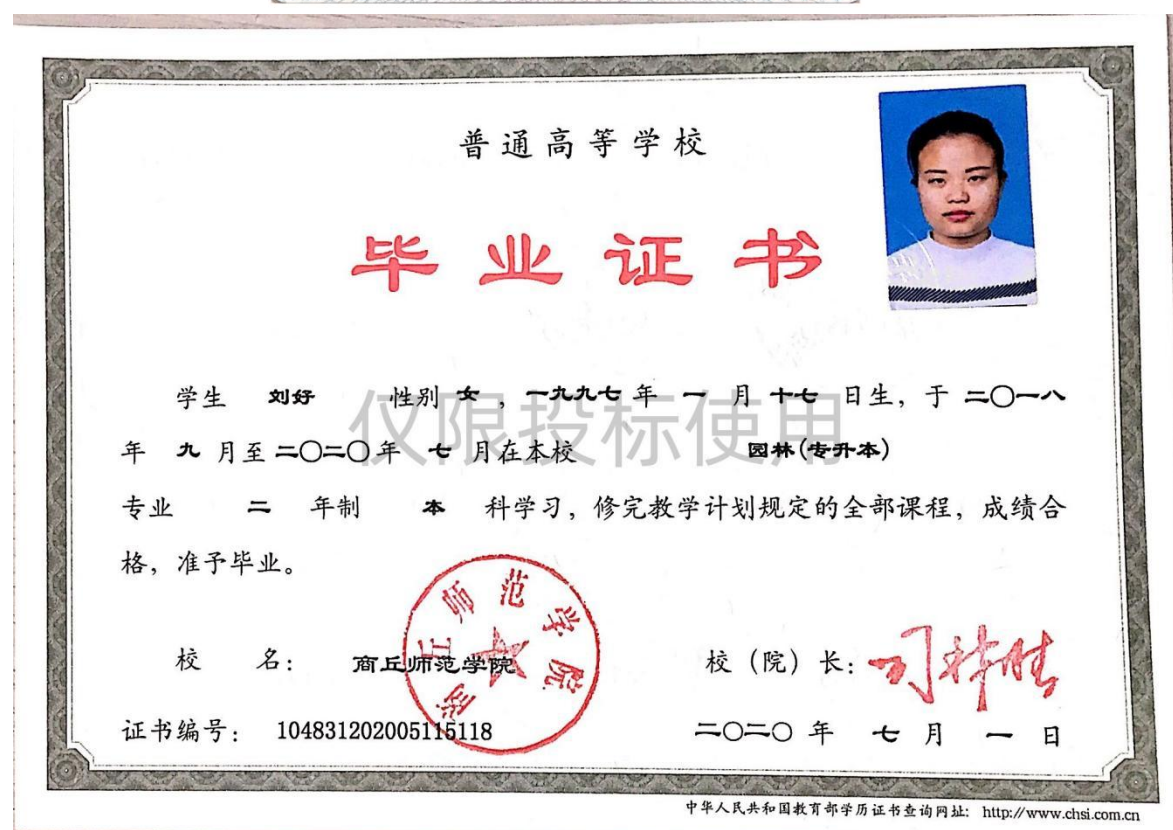 普通高等学校
毕业证书
学生 刘好 性别 女，一九九七年 一 月 十七 日生，于 二〇一八
年 九 月至二〇二〇年 七 月在本校 园林(专升本)
专业 二 年制 本 科学习，修完教学计划规定的全部课程，成绩合
格，准予毕业。
仅限投标使用
商丘师范学院
校 名： 商丘师范学院
校（院）长：
证书编号： 104831202005115118
二〇二〇年 七 月 一 日
中华人民共和国教育部学历证书查询网址: http://www.chsi.com.cn